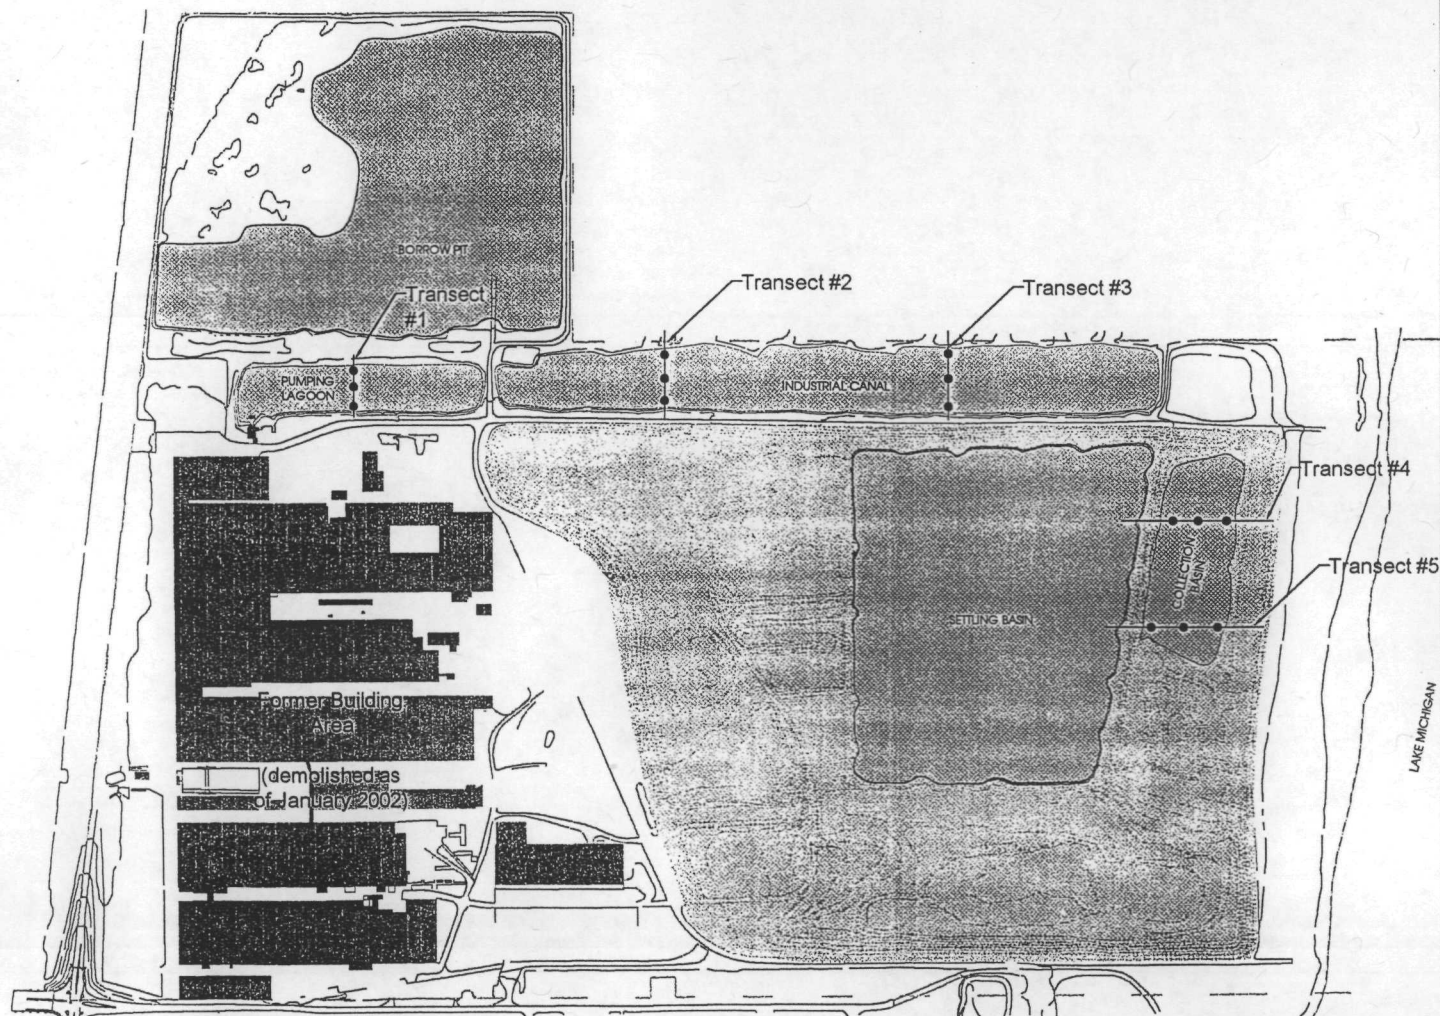 BORROW PIT
Transect
#1
Transect #2
Transect #3
PUMPING
LAGOON
INDUSTRIAL CANAL
Transect #4
Transect #5
COLLECTION
BASIN
SETTLING BASIN
Former Building
Area
(demolished as
of January 2002)
LAKE MICHIGAN